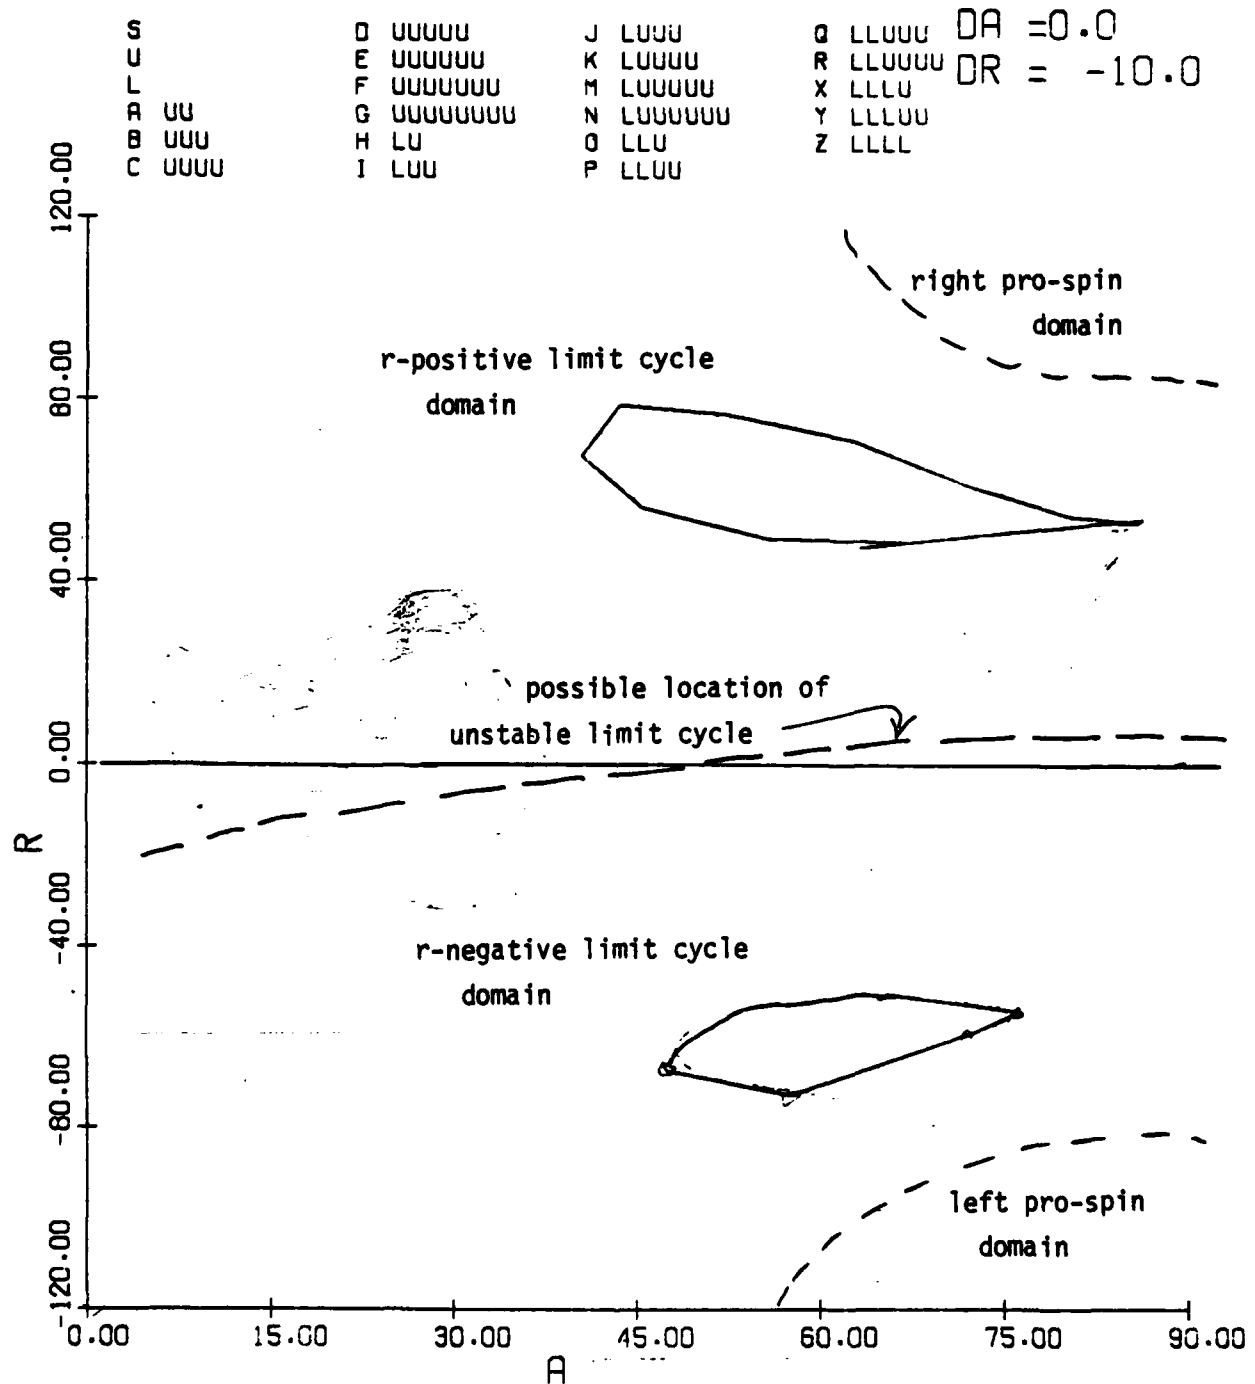 S
U
L
A UU
B UUU
C UUUU
D UUUUU
E UUUUUU
F UUUUUUU
G UUUUUUUU
H LU
I LUU
J LUUU
K LUUUU
M LUUUUU
N LUUUUUU
O LLU
P LLUU
Q LLUUU
R LLUUUU
X LLLU
Y LLLUU
Z LLLL
DA =0.0
DR = -10.0
120.00
right pro-spin
domain
r-positive limit cycle
domain
80.00
40.00
possible location of
unstable limit cycle
0.00
R
-40.00
r-negative limit cycle
domain
-80.00
left pro-spin
domain
-120.00
0.00 15.00 30.00 45.00 60.00 75.00 90.00
A